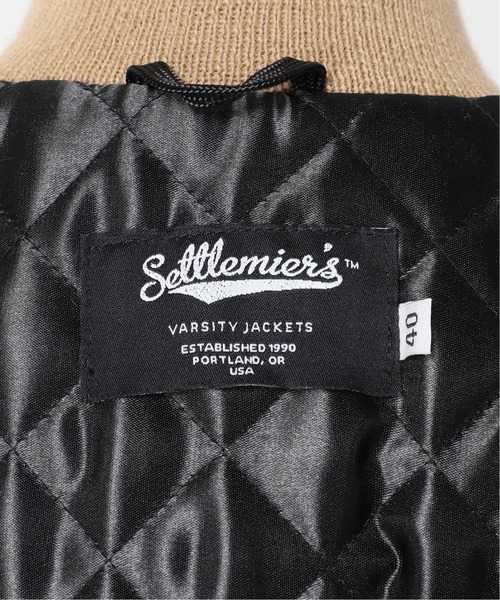 Settlemier's™
VARSITY JACKETS
ESTABLISHED 1990
PORTLAND, OR
USA
40